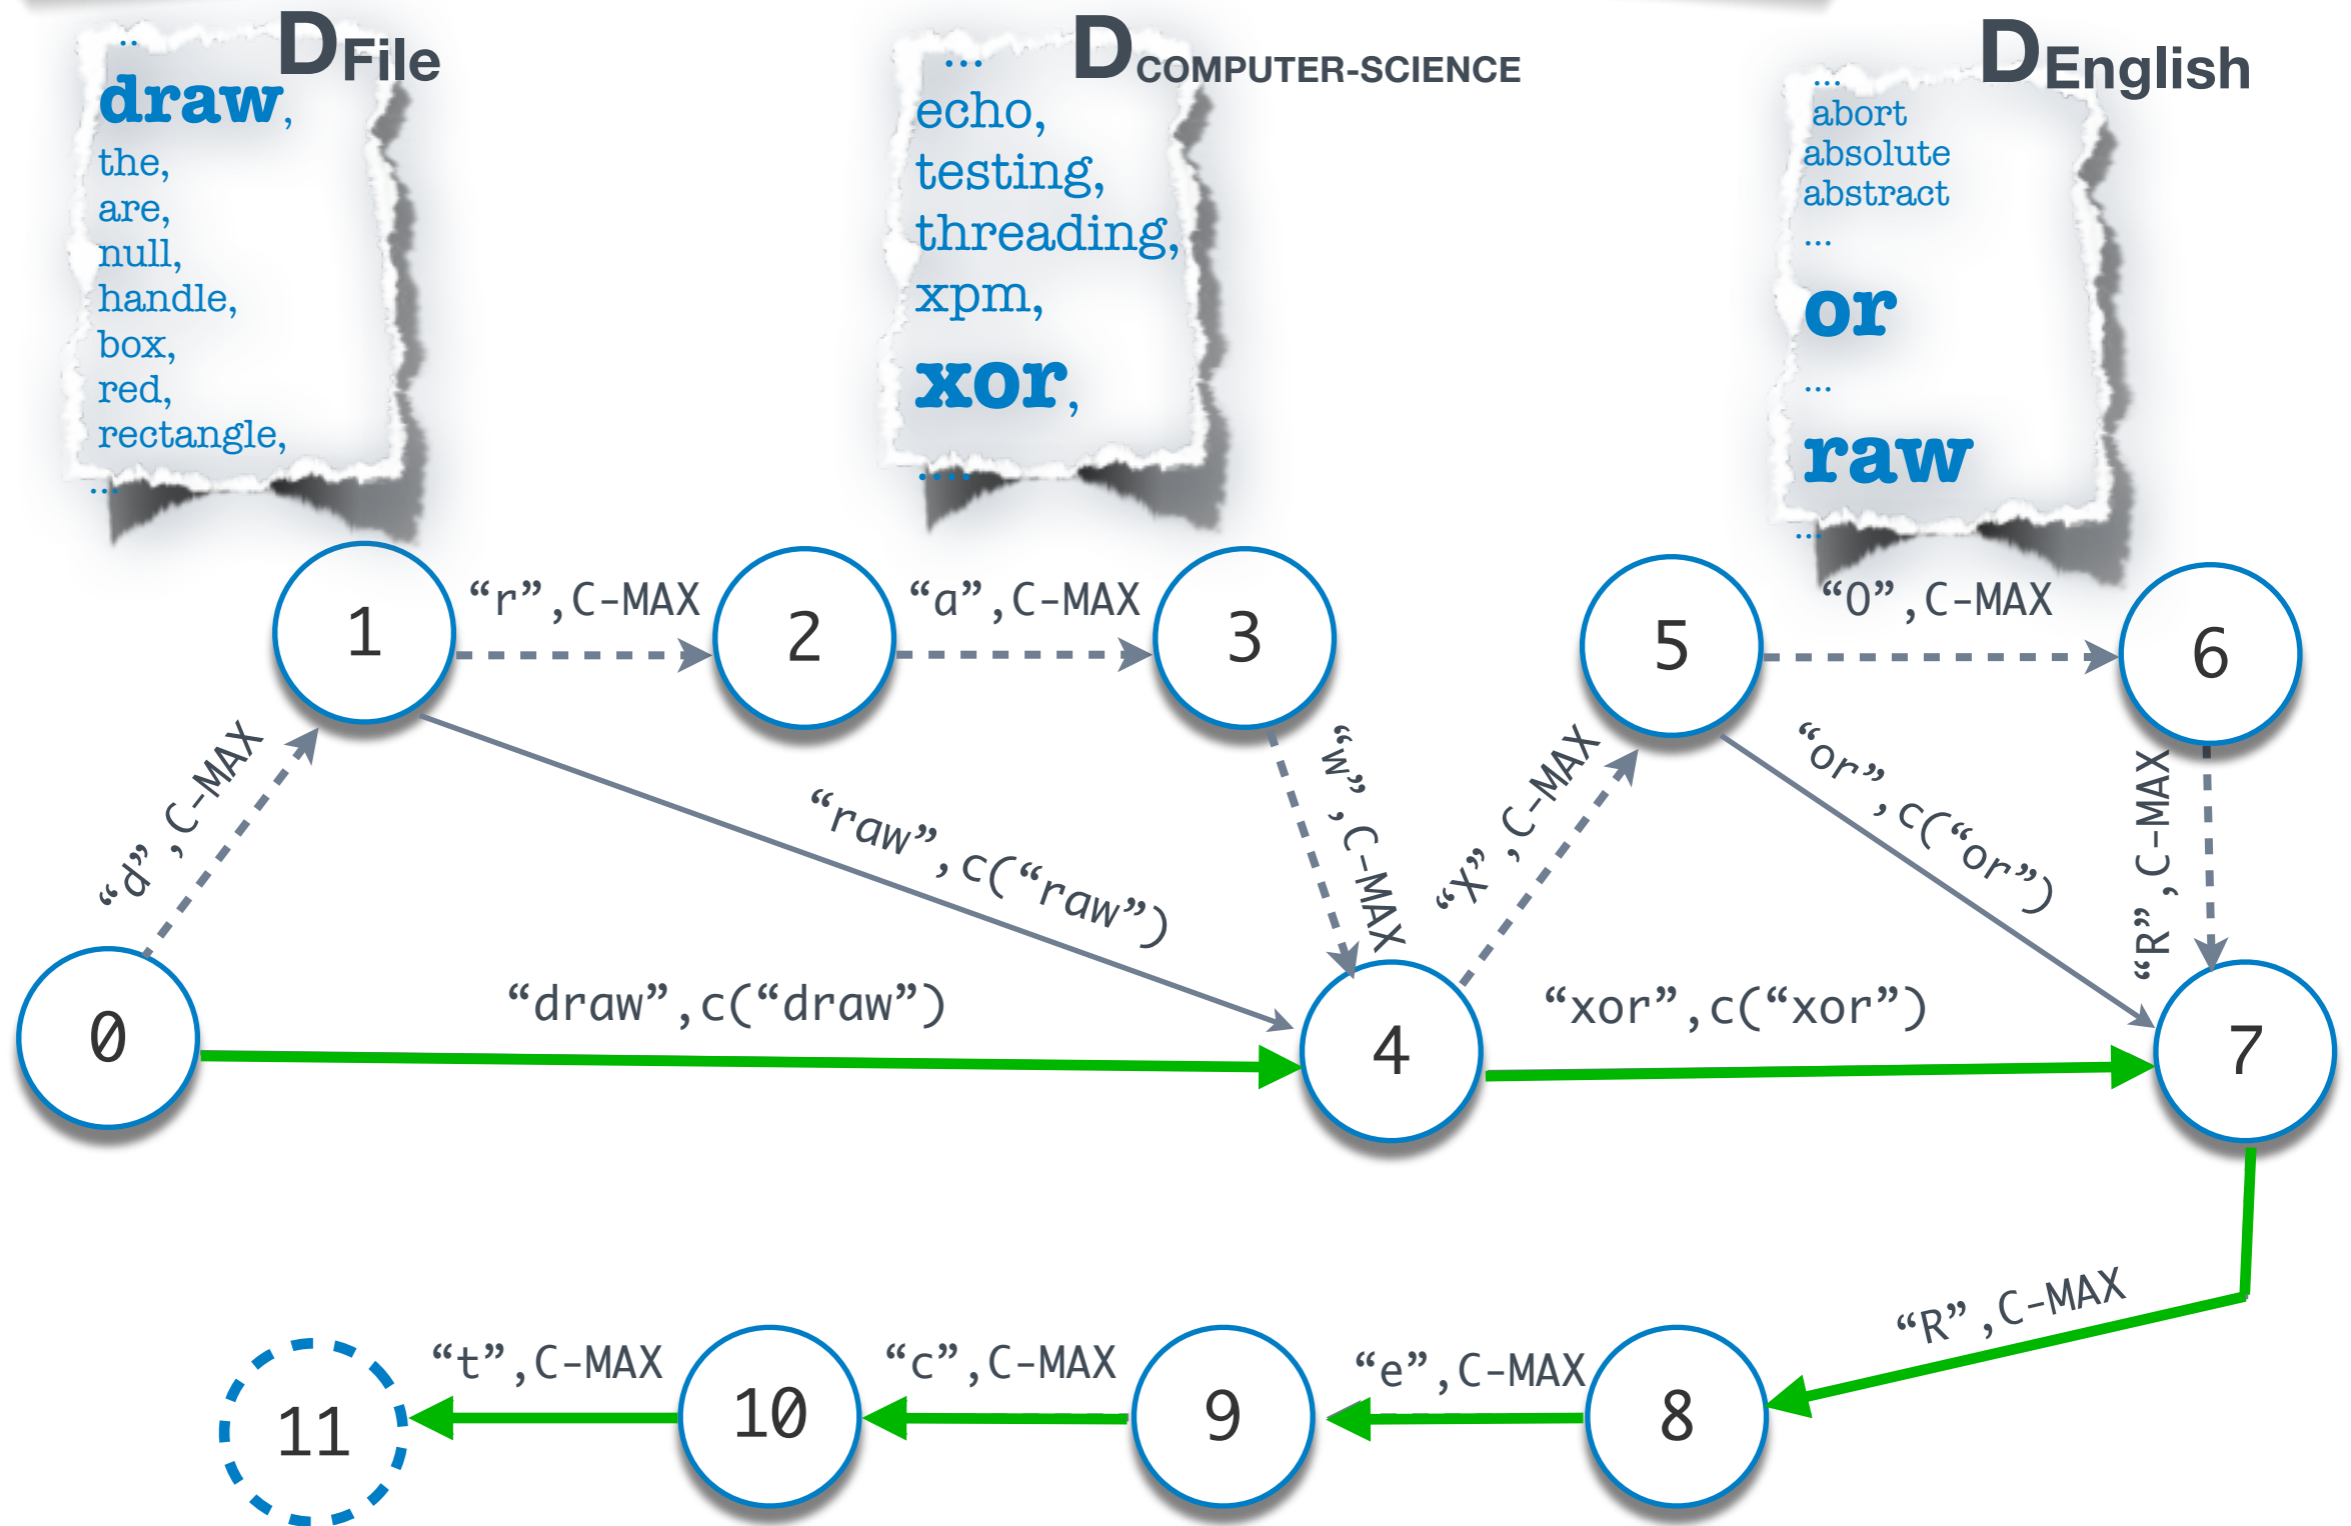 DFile
..
draw,
the,
are,
null,
handle,
box,
red,
rectangle,
...
DCOMPUTER-SCIENCE
...
echo,
testing,
threading,
xpm,
xor,
....
DEnglish
...
abort
absolute
abstract
...
or
...
raw
...
1
“r”,C-MAX
2
“a”,C-MAX
3
5
“O”,C-MAX
6
“d”,C-MAX
“raw”,c(“raw”)
“w”,C-MAX
“X”,C-MAX
“or”,c(“or”)
“R”,C-MAX
0
“draw”,c(“draw”)
4
“xor”,c(“xor”)
7
“R”,C-MAX
11
“t”,C-MAX
10
“c”,C-MAX
9
“e”,C-MAX
8